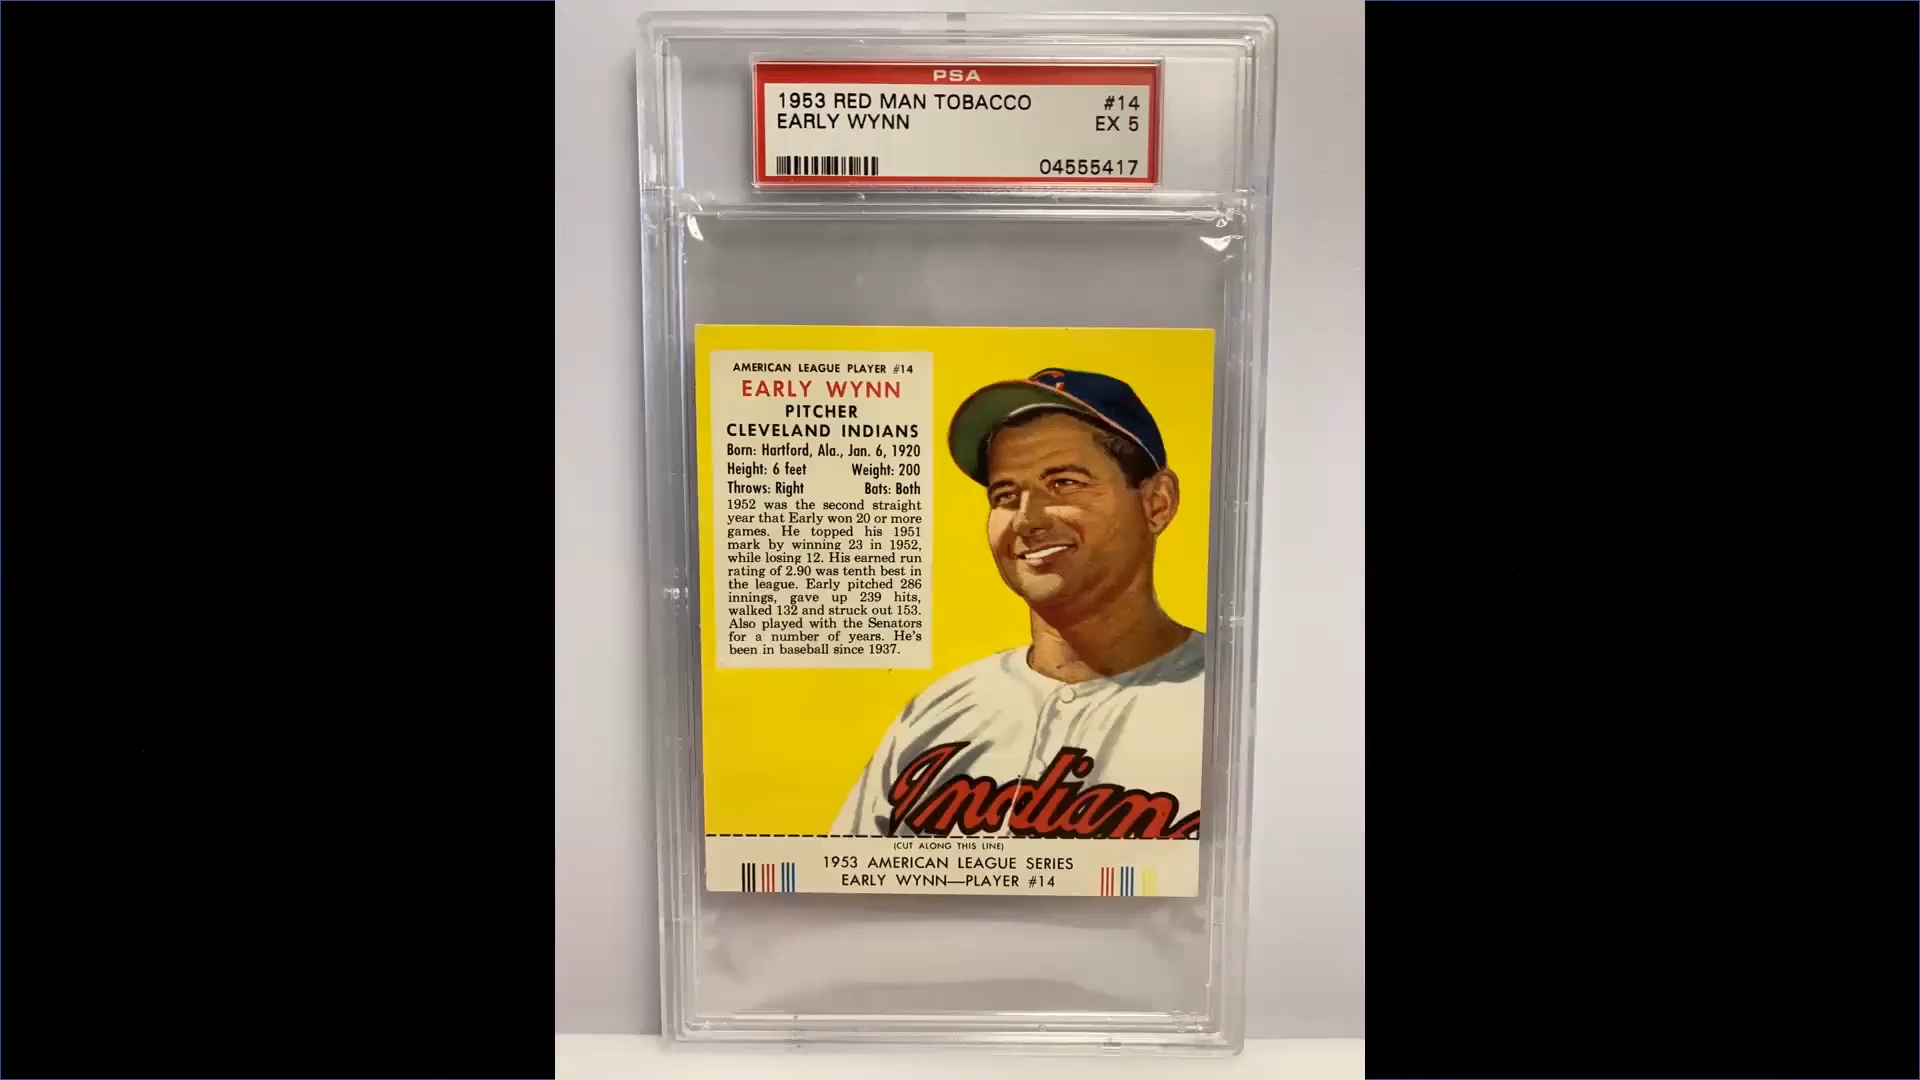 PSA
1953 RED MAN TOBACCO #14
EARLY WYNN EX 5
04555417
AMERICAN LEAGUE PLAYER #14
EARLY WYNN
PITCHER
CLEVELAND INDIANS
Born: Hartford, Ala., Jan. 6, 1920
Height: 6 feet Weight: 200
Throws: Right Bats: Both
1952 was the second straight
year that Early won 20 or more
games. He topped his 1951
mark by winning 23 in 1952,
while losing 12. His earned run
rating of 2.90 was tenth best in
the league. Early pitched 286
innings, gave up 239 hits,
walked 132 and struck out 153.
Also played with the Senators
for a number of years. He's
been in baseball since 1937.
Indians
(CUT ALONG THIS LINE)
1953 AMERICAN LEAGUE SERIES
EARLY WYNN—PLAYER #14